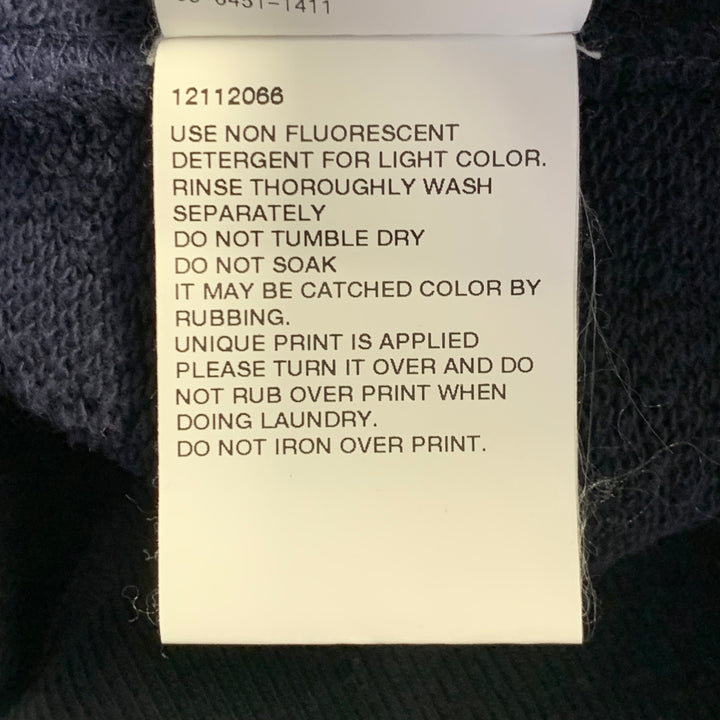 6451-1411
12112066
USE NON FLUORESCENT
DETERGENT FOR LIGHT COLOR.
RINSE THOROUGHLY WASH
SEPARATELY
DO NOT TUMBLE DRY
DO NOT SOAK
IT MAY BE CATCHED COLOR BY
RUBBING.
UNIQUE PRINT IS APPLIED
PLEASE TURN IT OVER AND DO
NOT RUB OVER PRINT WHEN
DOING LAUNDRY.
DO NOT IRON OVER PRINT.